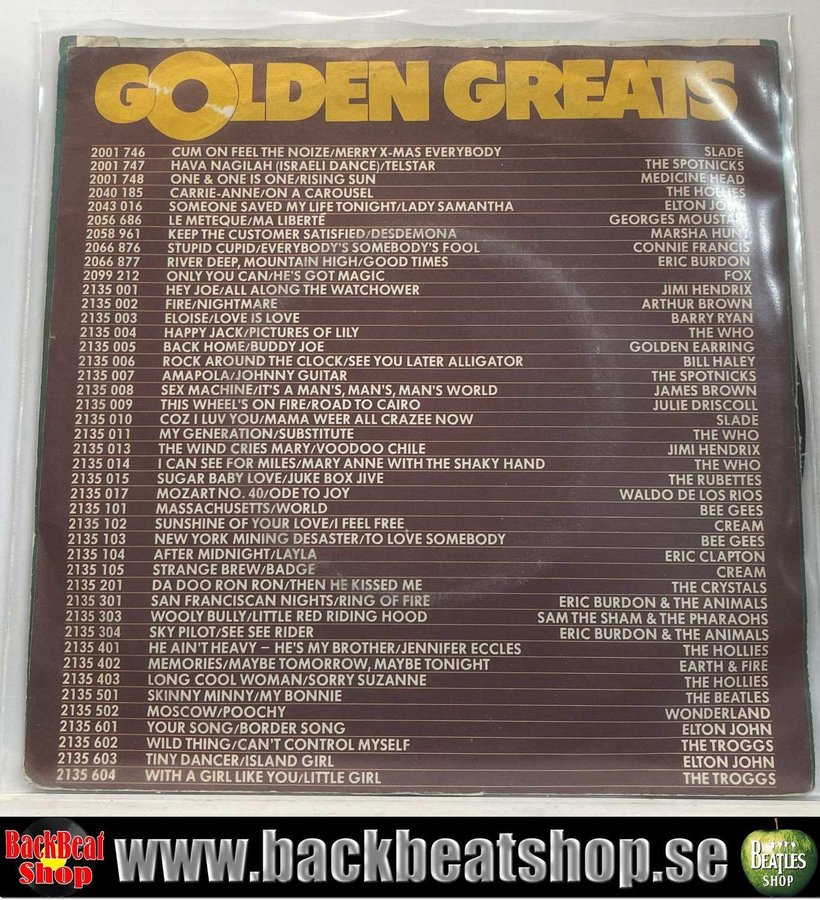 GOLDEN GREATS
2001 746 CUM ON FEEL THE NOIZE/MERRY X-MAS EVERYBODY SLADE
2001 747 HAVA NAGILAH (ISRAELI DANCE)/TELSTAR THE SPOTNICKS
2001 748 ONE & ONE IS ONE/RISING SUN MEDICINE HEAD
2040 185 CARRIE-ANNE/ON A CAROUSEL THE HOLLIES
2043 016 SOMEONE SAVED MY LIFE TONIGHT/LADY SAMANTHA ELTON JOHN
2056 686 LE METEQUE/MA LIBERTÉ GEORGES MOUSTAKI
2058 961 KEEP THE CUSTOMER SATISFIED/DESDEMONA MARSHA HUNT
2066 876 STUPID CUPID/EVERYBODY'S SOMEBODY'S FOOL CONNIE FRANCIS
2066 877 RIVER DEEP, MOUNTAIN HIGH/GOOD TIMES ERIC BURDON
2099 212 ONLY YOU CAN/HE'S GOT MAGIC FOX
2135 001 HEY JOE/ALL ALONG THE WATCHOWER JIMI HENDRIX
2135 002 FIRE/NIGHTMARE ARTHUR BROWN
2135 003 ELOISE/LOVE IS LOVE BARRY RYAN
2135 004 HAPPY JACK/PICTURES OF LILY THE WHO
2135 005 BACK HOME/BUDDY JOE GOLDEN EARRING
2135 006 ROCK AROUND THE CLOCK/SEE YOU LATER ALLIGATOR BILL HALEY
2135 007 AMAPOLA/JOHNNY GUITAR THE SPOTNICKS
2135 008 SEX MACHINE/IT'S A MAN'S, MAN'S, MAN'S WORLD JAMES BROWN
2135 009 THIS WHEEL'S ON FIRE/ROAD TO CAIRO JULIE DRISCOLL
2135 010 COZ I LUV YOU/MAMA WEER ALL CRAZEE NOW SLADE
2135 011 MY GENERATION/SUBSTITUTE THE WHO
2135 013 THE WIND CRIES MARY/VOODOO CHILE JIMI HENDRIX
2135 014 I CAN SEE FOR MILES/MARY ANNE WITH THE SHAKY HAND THE WHO
2135 015 SUGAR BABY LOVE/JUKE BOX JIVE THE RUBETTES
2135 017 MOZART NO. 40/ODE TO JOY WALDO DE LOS RIOS
2135 101 MASSACHUSETTS/WORLD BEE GEES
2135 102 SUNSHINE OF YOUR LOVE/I FEEL FREE CREAM
2135 103 NEW YORK MINING DESASTER/TO LOVE SOMEBODY BEE GEES
2135 104 AFTER MIDNIGHT/LAYLA ERIC CLAPTON
2135 105 STRANGE BREW/BADGE CREAM
2135 201 DA DOO RON RON/THEN HE KISSED ME THE CRYSTALS
2135 301 SAN FRANCISCAN NIGHTS/RING OF FIRE ERIC BURDON & THE ANIMALS
2135 303 WOOLY BULLY/LITTLE RED RIDING HOOD SAM THE SHAM & THE PHARAOHS
2135 304 SKY PILOT/SEE SEE RIDER ERIC BURDON & THE ANIMALS
2135 401 HE AIN'T HEAVY – HE'S MY BROTHER/JENNIFER ECCLES THE HOLLIES
2135 402 MEMORIES/MAYBE TOMORROW, MAYBE TONIGHT EARTH & FIRE
2135 403 LONG COOL WOMAN/SORRY SUZANNE THE HOLLIES
2135 501 SKINNY MINNY/MY BONNIE THE BEATLES
2135 502 MOSCOW/POOCHY WONDERLAND
2135 601 YOUR SONG/BORDER SONG ELTON JOHN
2135 602 WILD THING/CAN'T CONTROL MYSELF THE TROGGS
2135 603 TINY DANCER/ISLAND GIRL ELTON JOHN
2135 604 WITH A GIRL LIKE YOU/LITTLE GIRL THE TROGGS
BackBeat Shop www.backbeatshop.se BEATLES SHOP